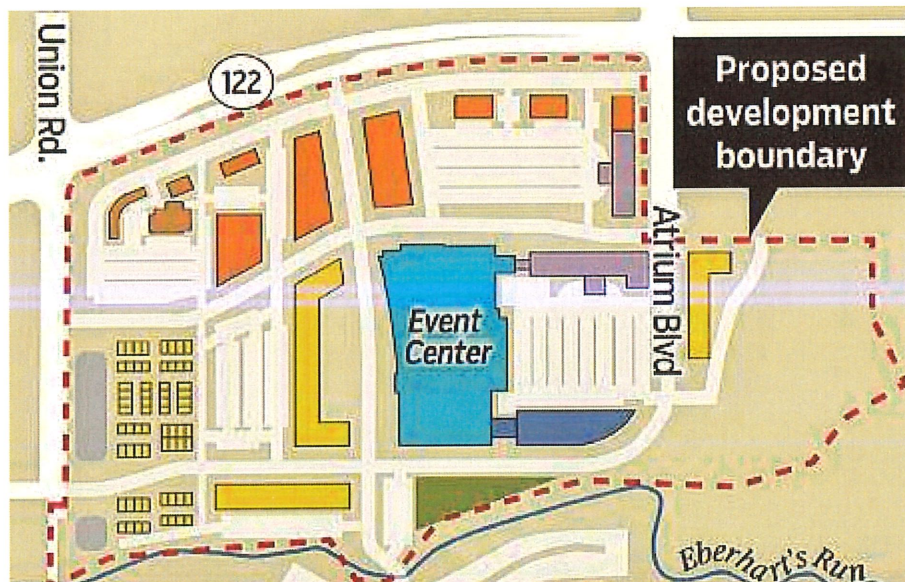 Union Rd.
122
Proposed
development
boundary
Atrium Blvd
Event
Center
Eberhart's Run